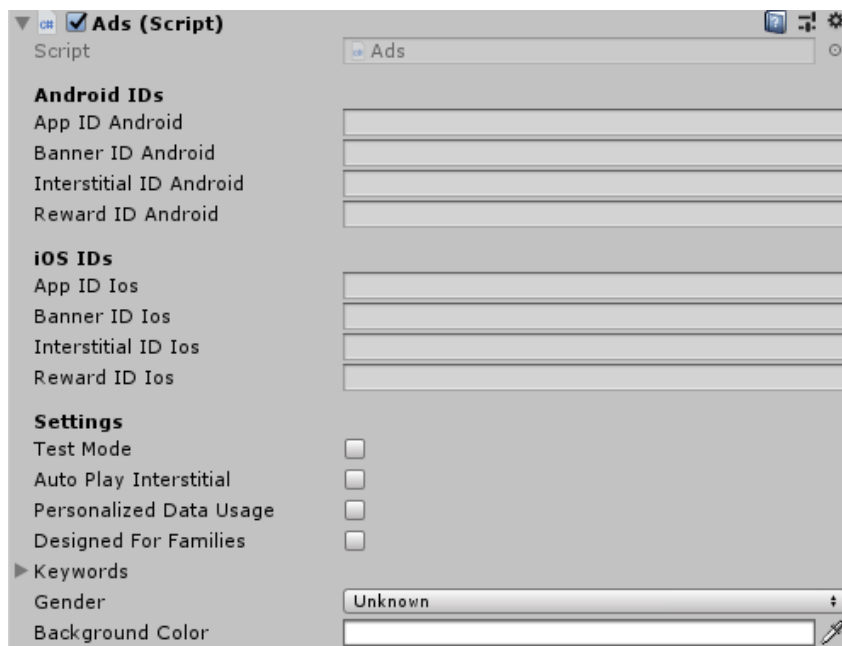 Ads (Script)
Script Ads
Android IDs
App ID Android
Banner ID Android
Interstitial ID Android
Reward ID Android
iOS IDs
App ID Ios
Banner ID Ios
Interstitial ID Ios
Reward ID Ios
Settings
Test Mode
Auto Play Interstitial
Personalized Data Usage
Designed For Families
Keywords
Gender Unknown
Background Color